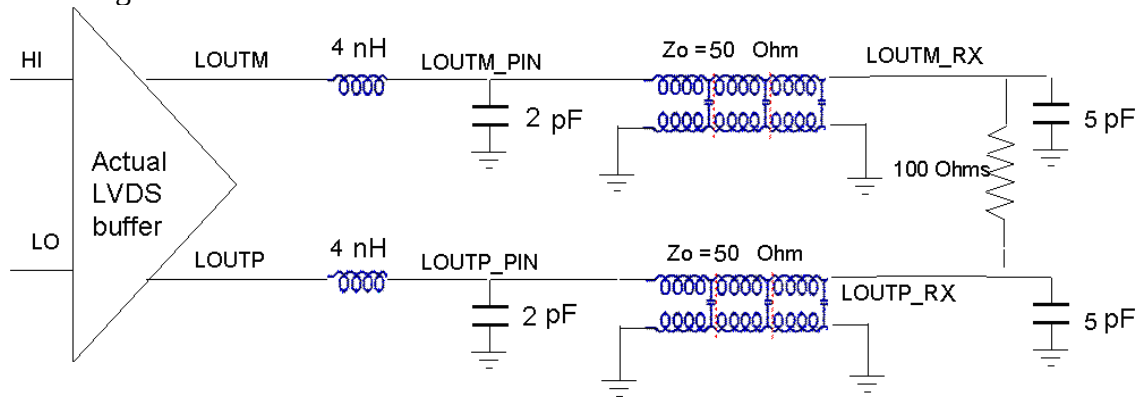 HI
LOUTM
4 nH
LOUTM_PIN
Zo = 50 Ohm
LOUTM_RX
2 pF
5 pF
Actual
LVDS
buffer
100 Ohms
LO
LOUTP
4 nH
LOUTP_PIN
Zo = 50 Ohm
LOUTP_RX
2 pF
5 pF